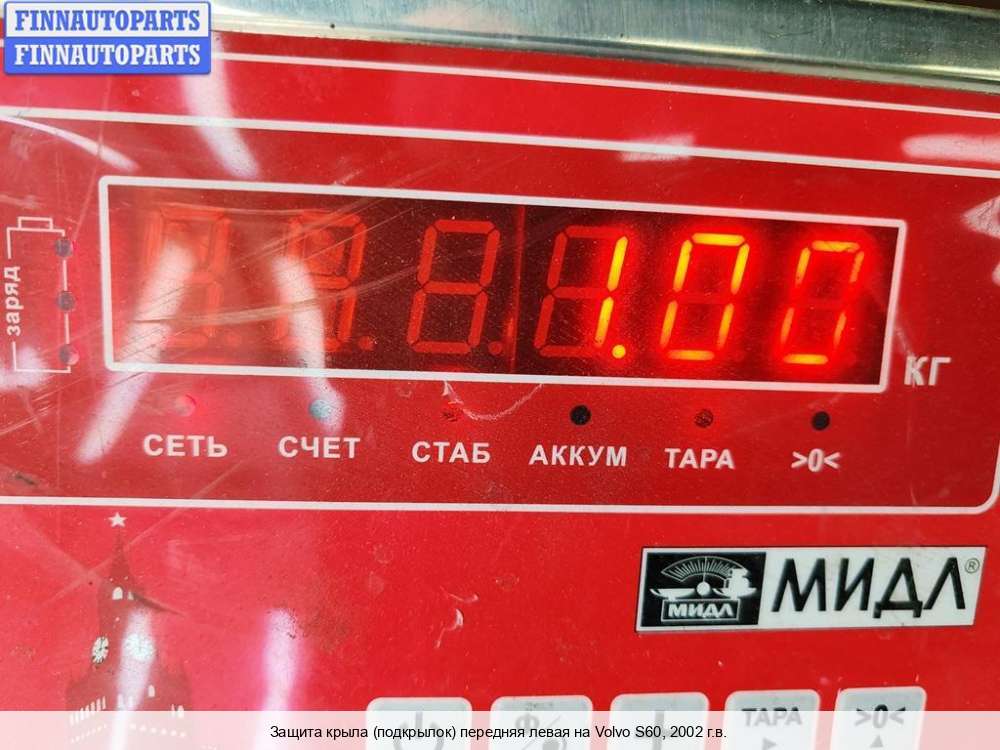 FINNAUTOPARTS
FINNAUTOPARTS
заряд
1.00
КГ
СЕТЬ СЧЕТ СТАБ АККУМ ТАРА >0<
МИДЛ МИДЛ®
ТАРА >0<
Защита крыла (подкрылок) передняя левая на Volvo S60, 2002 г.в.